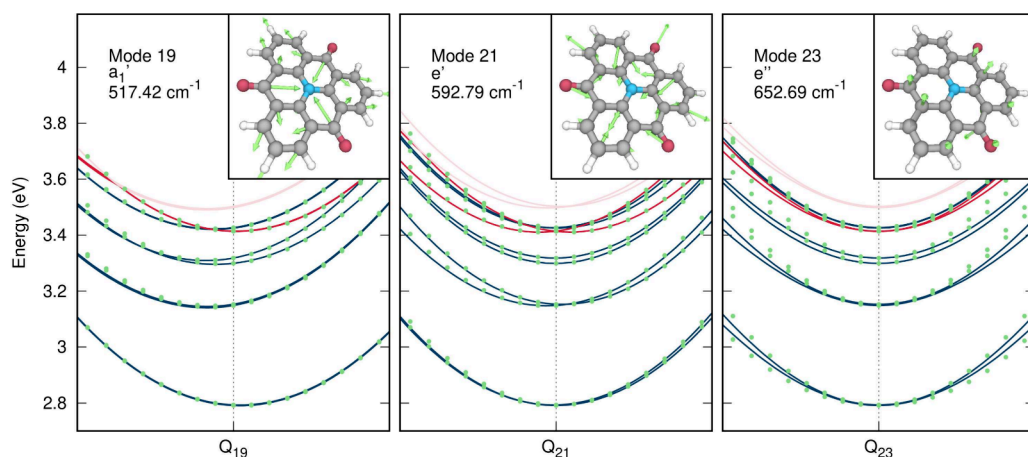 Mode 19
a₁'
517.42 cm⁻¹
Mode 21
e'
592.79 cm⁻¹
Mode 23
e''
652.69 cm⁻¹
Energy (eV)
4
3.8
3.6
3.4
3.2
3
2.8
Q₁₉
Q₂₁
Q₂₃